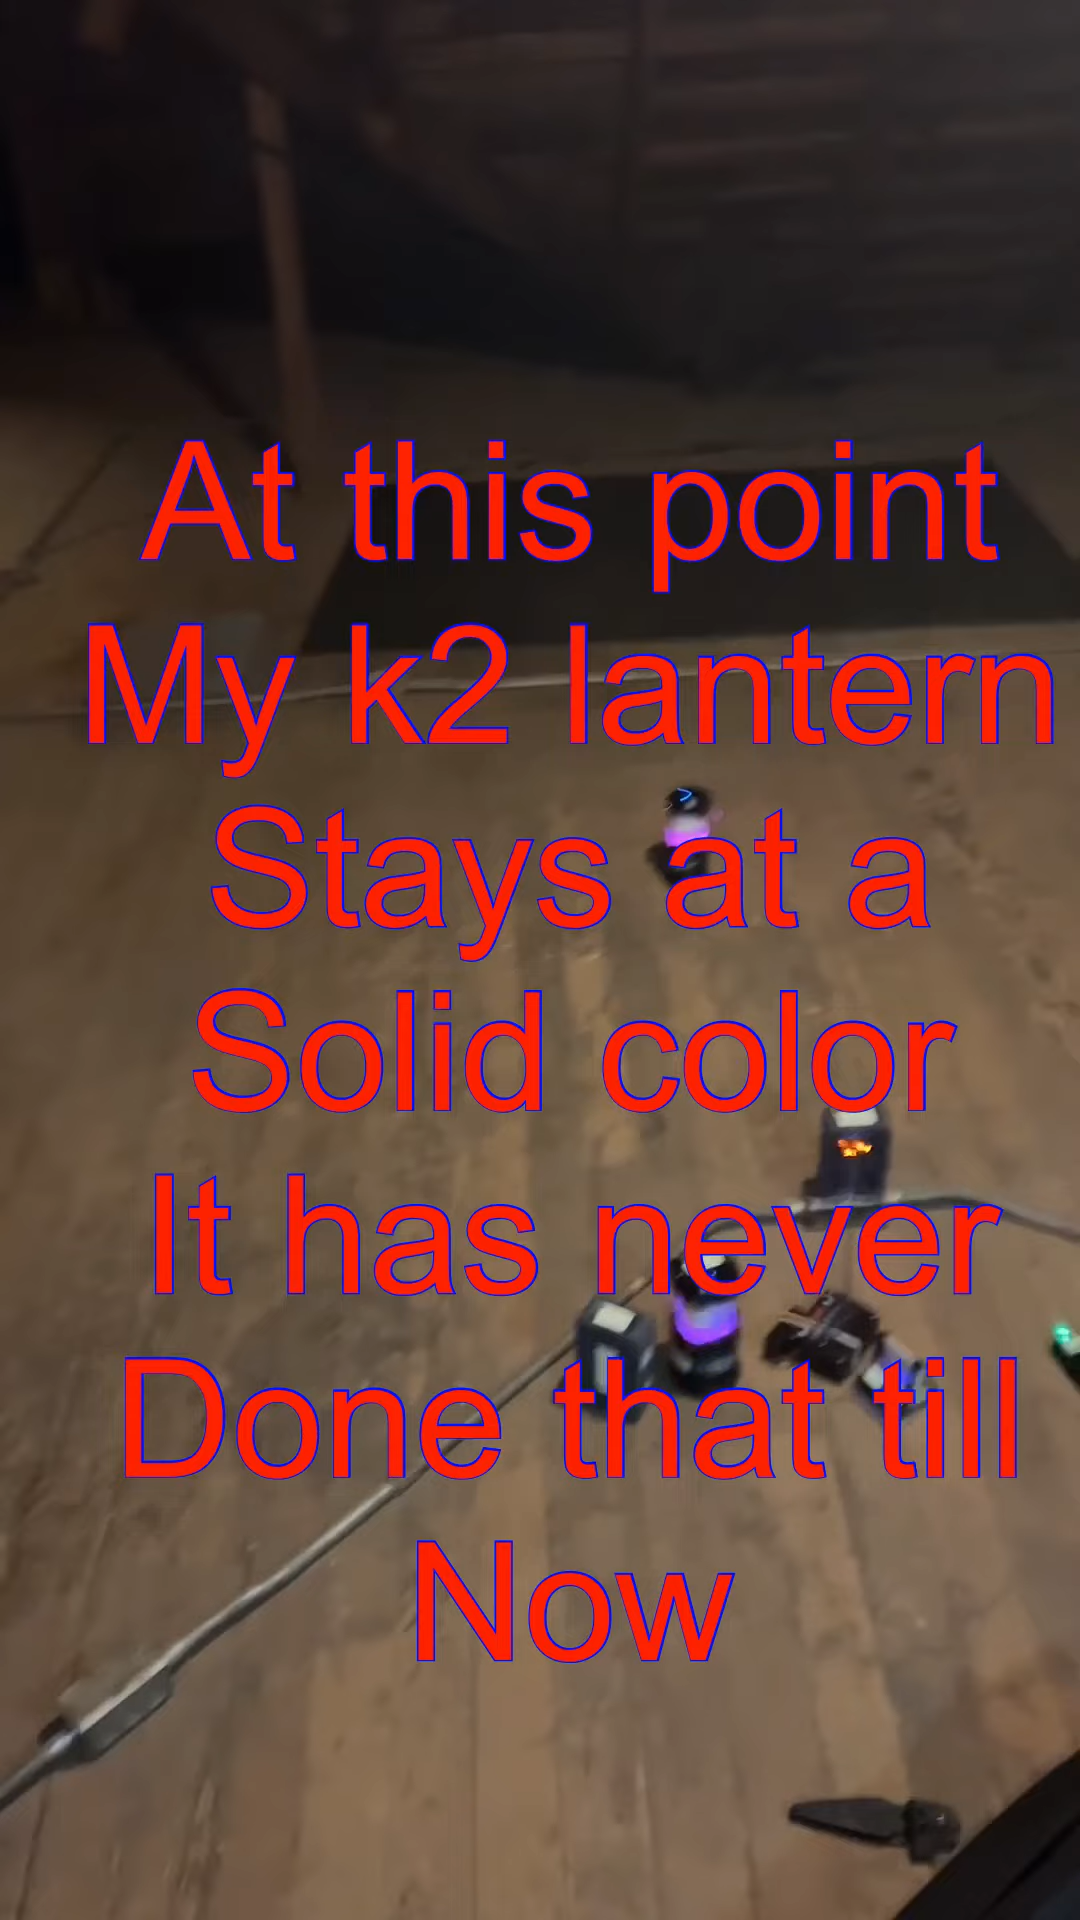 At this point
My k2 lantern
Stays at a
Solid color
It has never
Done that till
Now